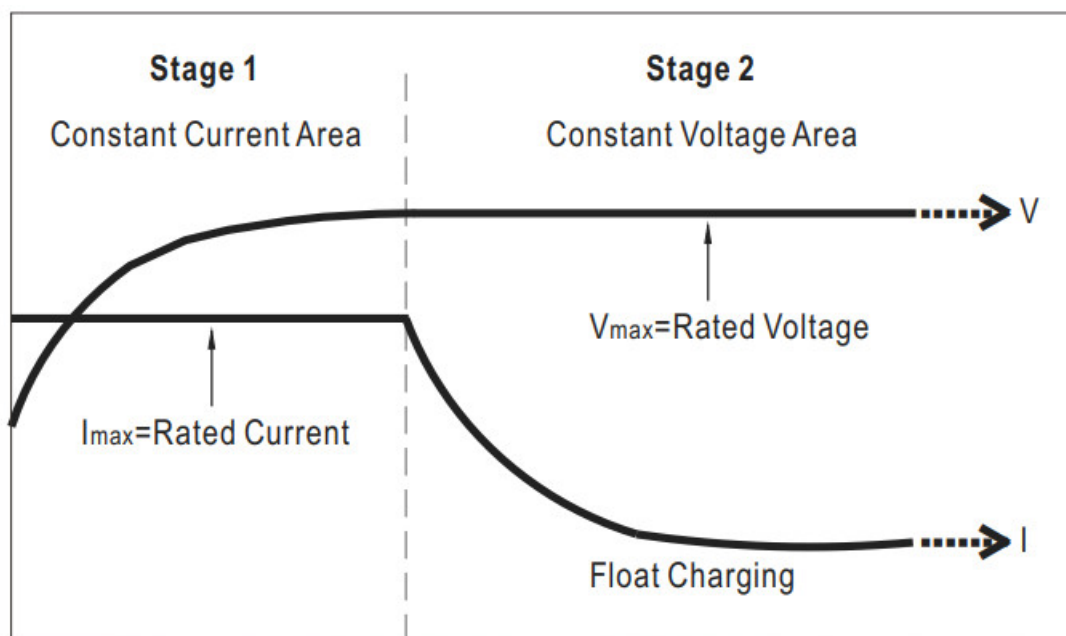 Stage 1
Constant Current Area
Stage 2
Constant Voltage Area
V
Vmax=Rated Voltage
Imax=Rated Current
I
Float Charging